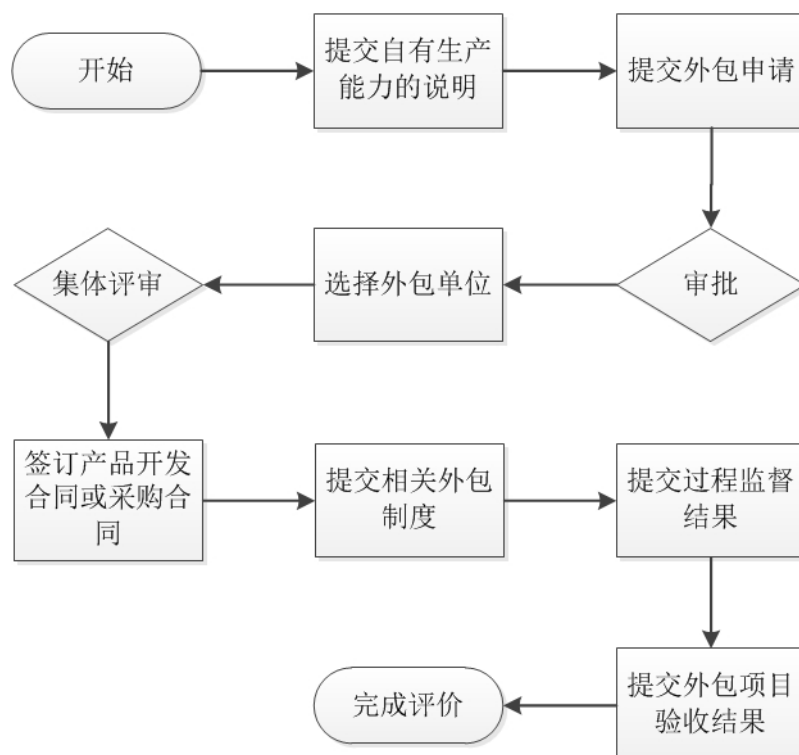 开始
提交自有生产
能力的说明
提交外包申请
审批
选择外包单位
集体评审
签订产品开发
合同或采购合
同
提交相关外包
制度
提交过程监督
结果
提交外包项目
验收结果
完成评价